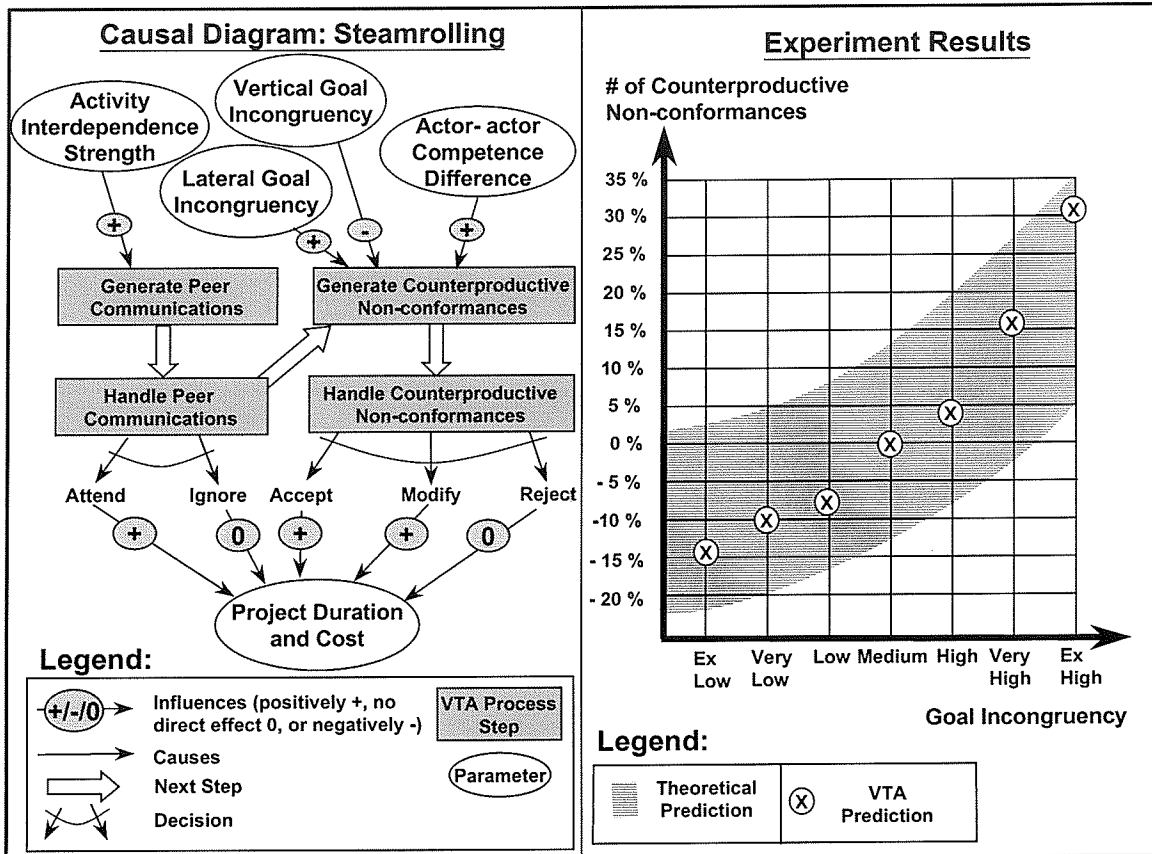 Causal Diagram: Steamrolling
Activity
Interdependence
Strength
Vertical Goal
Incongruency
Lateral Goal
Incongruency
Actor- actor
Competence
Difference
+
+
-
+
Generate Peer
Communications
Generate Counterproductive
Non-conformances
Handle Peer
Communications
Handle Counterproductive
Non-conformances
Attend
Ignore
Accept
Modify
Reject
+
0
+
+
0
Project Duration
and Cost
Legend:
+/-/0
Influences (positively +, no
direct effect 0, or negatively -)
Causes
Next Step
Decision
VTA Process
Step
Parameter
Experiment Results
# of Counterproductive
Non-conformances
35 %
30 %
25 %
20 %
15 %
10 %
5 %
0 %
- 5 %
-10 %
- 15 %
- 20 %
X
X
X
X
X
X
X
Ex
Low
Very
Low
Low
Medium
High
Very
High
Ex
High
Goal Incongruency
Legend:
Theoretical
Prediction
X
VTA
Prediction